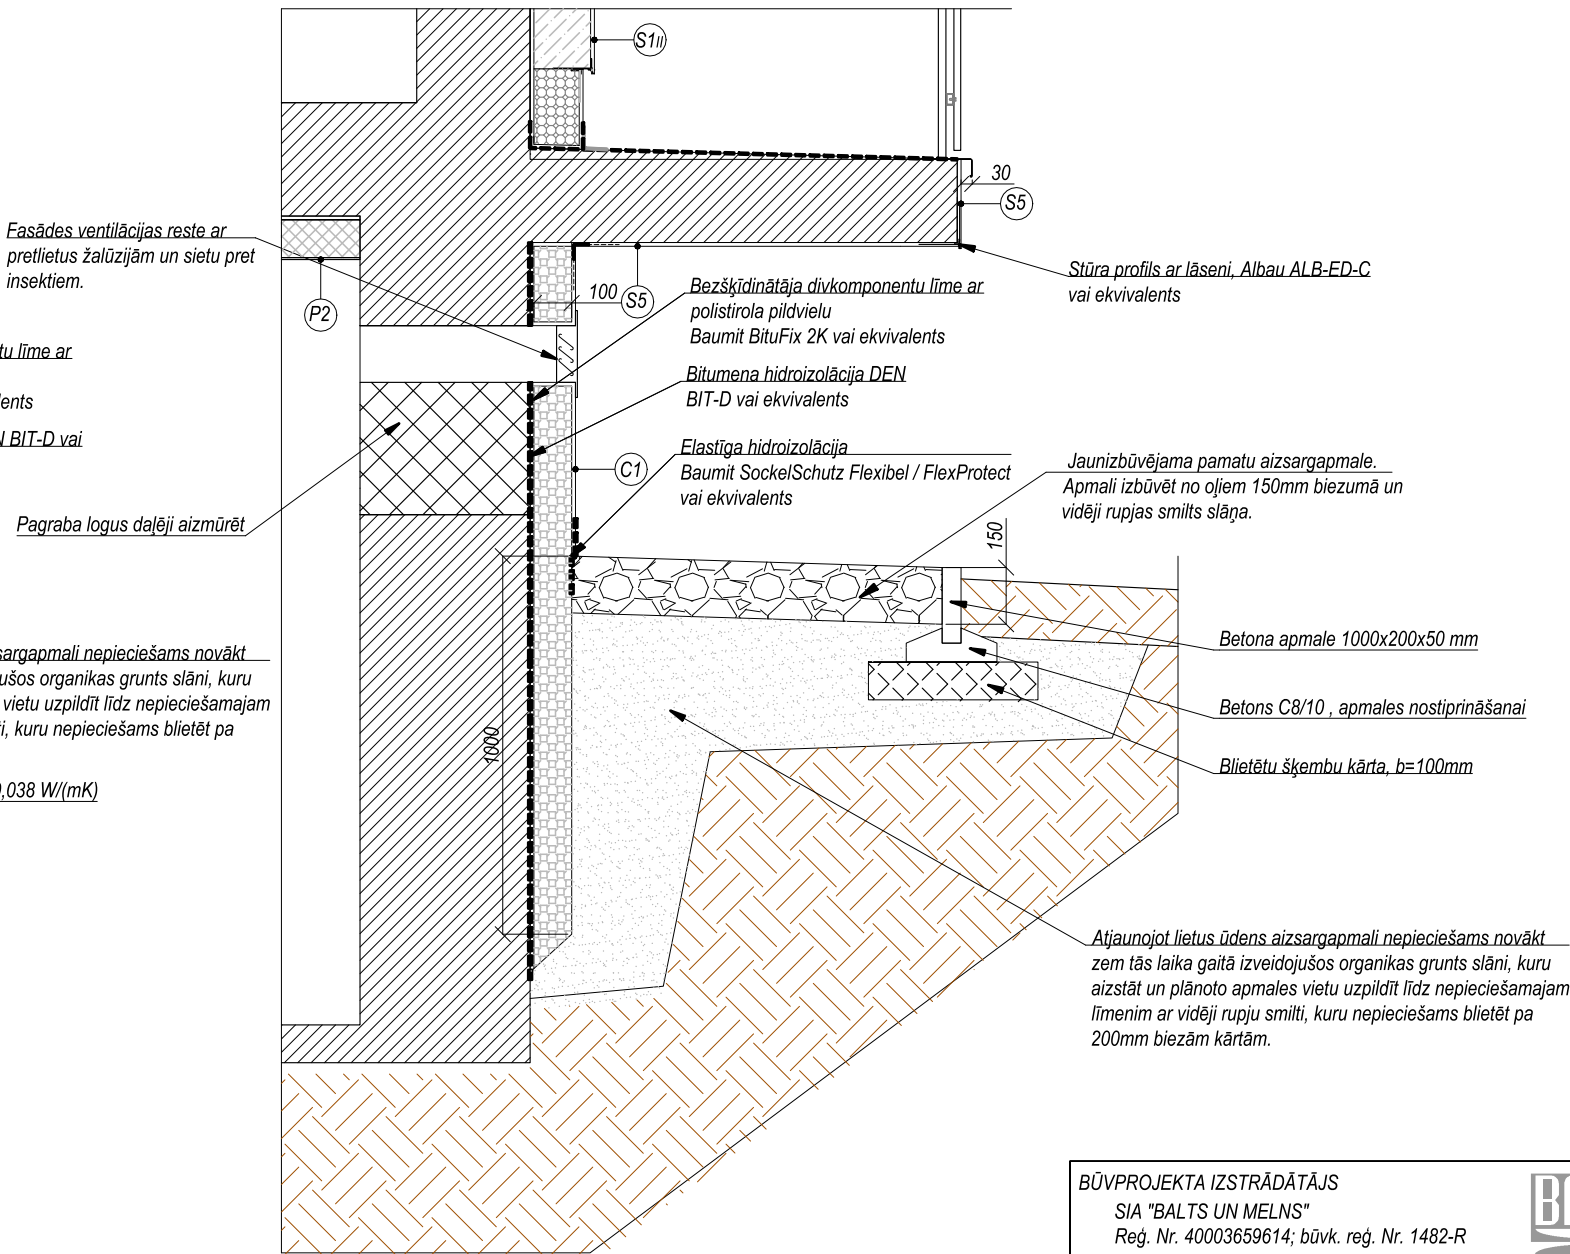 S1II
30
S5
Fasādes ventilācijas reste ar
pretlietus žalūzijām un sietu pret
insektiem.
P2
100
S5
Bezšķīdinātāja divkomponentu līme ar
polistirola pildvielu
Baumit BituFix 2K vai ekvivalents
Stūra profils ar lāseni, Albau ALB-ED-C
vai ekvivalents
tu līme ar
lents
BIT-D vai
Bitumena hidroizolācija DEN
BIT-D vai ekvivalents
C1
Elastīga hidroizolācija
Baumit SockelSchutz Flexibel / FlexProtect
vai ekvivalents
Jaunizbūvējama pamatu aizsargapmale.
Apmali izbūvēt no oļiem 150mm biezumā un
vidēji rupjas smilts slāņa.
Pagraba logus daļēji aizmūrēt
150
sargapmali nepieciešams novākt
jušos organikas grunts slāni, kuru
vietu uzpildīt līdz nepieciešamajam
ti, kuru nepieciešams blietēt pa
1000
,038 W/(mK)
Betona apmale 1000x200x50 mm
Betons C8/10 , apmales nostiprināšanai
Blietētu šķembu kārta, b=100mm
Atjaunojot lietus ūdens aizsargapmali nepieciešams novākt
zem tās laika gaitā izveidojušos organikas grunts slāni, kuru
aizstāt un plānoto apmales vietu uzpildīt līdz nepieciešamajam
līmenim ar vidēji rupju smilti, kuru nepieciešams blietēt pa
200mm biezām kārtām.
BŪVPROJEKTA IZSTRĀDĀTĀJS
SIA "BALTS UN MELNS"
Reģ. Nr. 40003659614; būvk. reģ. Nr. 1482-R